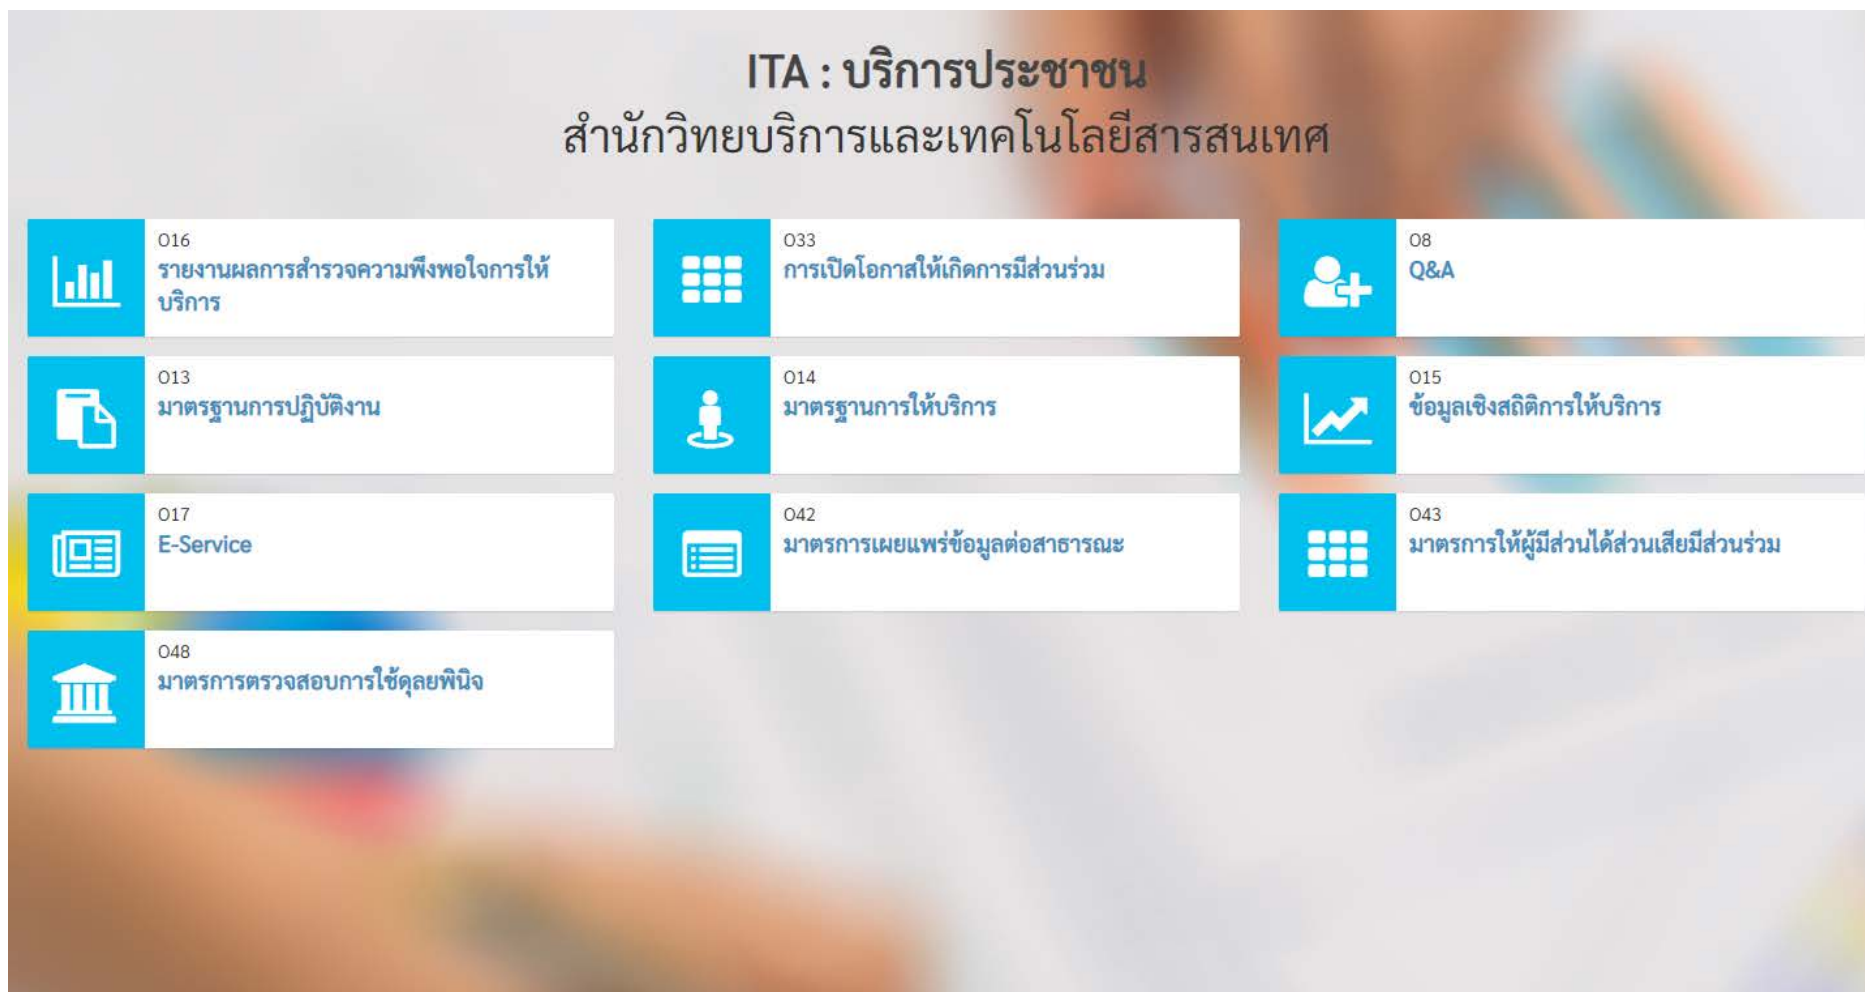 ITA : บริการประชาชน
สำนักวิทยบริการและเทคโนโลยีสารสนเทศ
O16
รายงานผลการสำรวจความพึงพอใจการให้
บริการ
O33
การเปิดโอกาสให้เกิดการมีส่วนร่วม
O8
Q&A
O13
มาตรฐานการปฏิบัติงาน
O14
มาตรฐานการให้บริการ
O15
ข้อมูลเชิงสถิติการให้บริการ
O17
E-Service
O42
มาตรการเผยแพร่ข้อมูลต่อสาธารณะ
O43
มาตรการให้ผู้มีส่วนได้ส่วนเสียมีส่วนร่วม
O48
มาตรการตรวจสอบการใช้ดุลยพินิจ